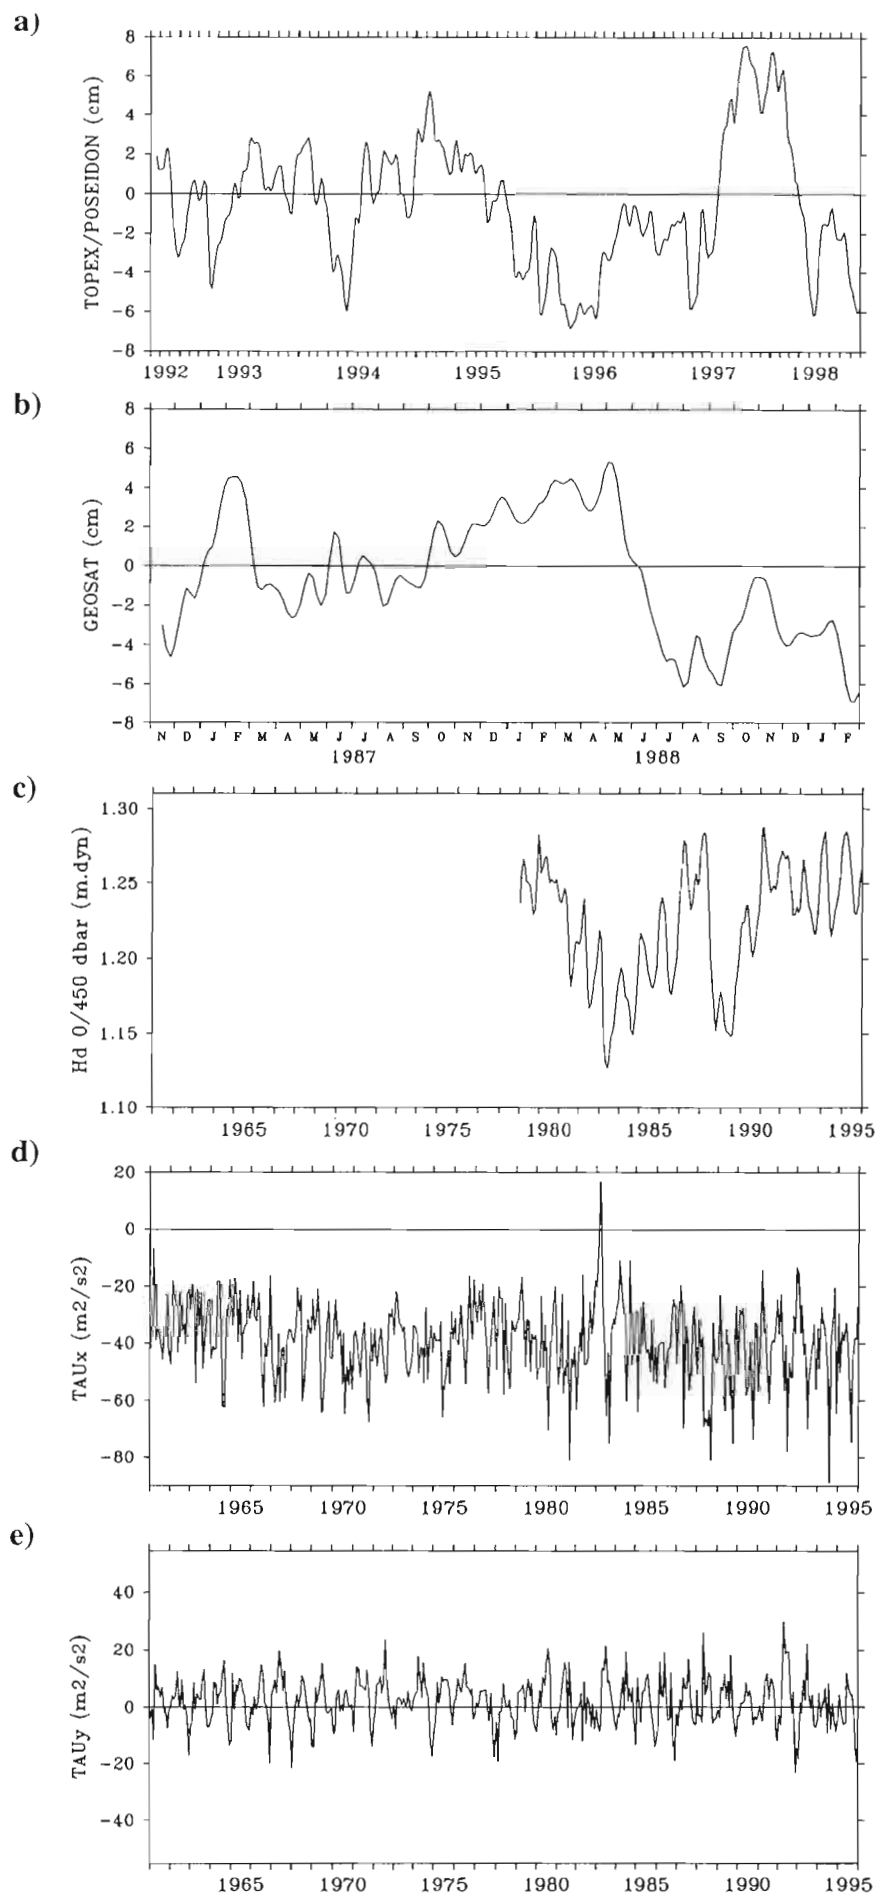 a)
8
6
4
2
0
−2
−4
−6
−8
TOPEX/POSEIDON (cm)
1992 1993 1994 1995 1996 1997 1998
b)
8
6
4
2
0
−2
−4
−6
−8
GEOSAT (cm)
N D J F M A M J J A S O N D J F M A M J J A S O N D J F
1987 1988
c)
1.30
1.25
1.20
1.15
1.10
Hd 0/450 dbar (m.dyn)
1965 1970 1975 1980 1985 1990 1995
d)
20
0
−20
−40
−60
−80
TAUx (m2/s2)
1965 1970 1975 1980 1985 1990 1995
e)
40
20
0
−20
−40
TAUy (m2/s2)
1965 1970 1975 1980 1985 1990 1995